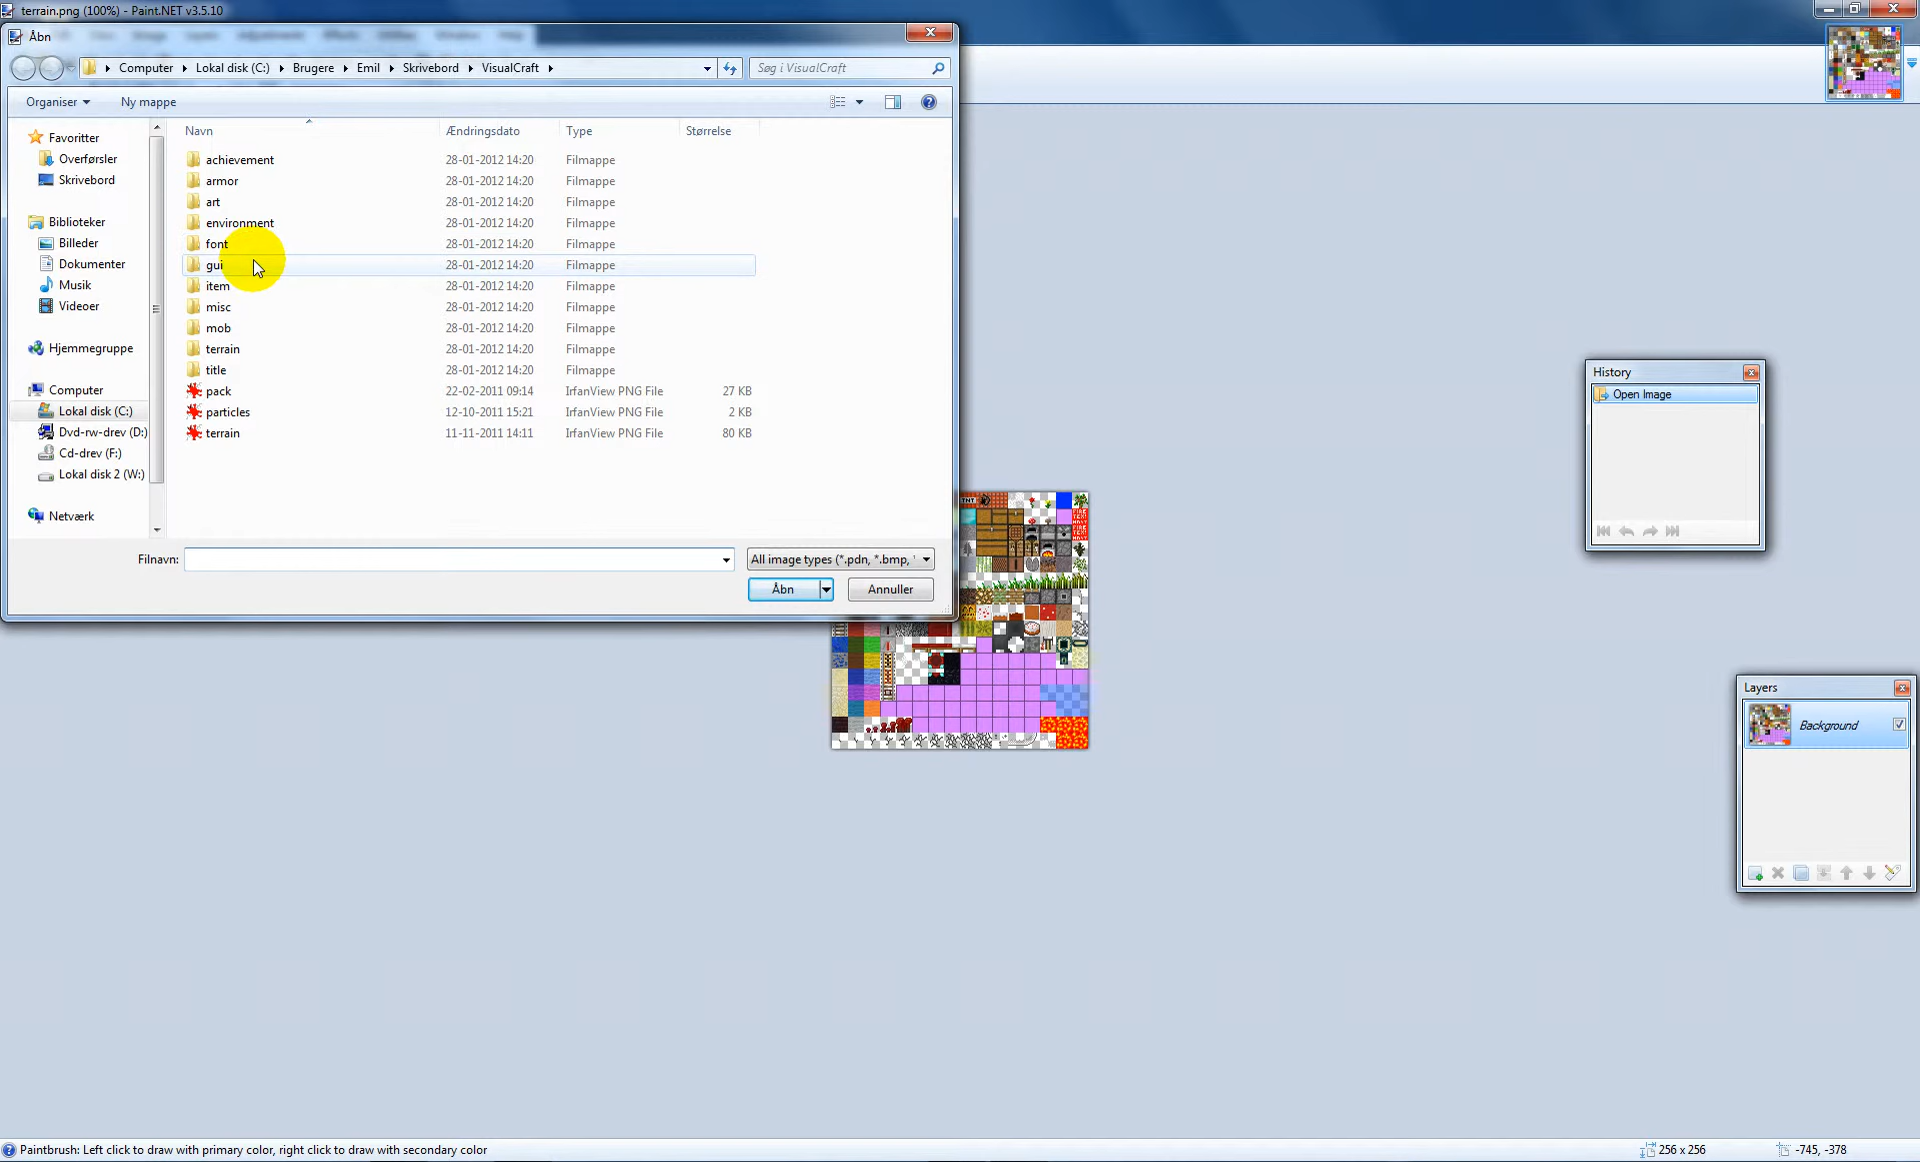 terrain.png (100%) - Paint.NET v3.5.10
Åbn
Computer Lokal disk (C:) Brugere Emil Skrivebord VisualCraft
Søg i VisualCraft
Organiser Ny mappe
Navn Ændringsdato Type Størrelse
Favoritter
Overførsler
Skrivebord
Biblioteker
Billeder
Dokumenter
Musik
Videoer
Hjemmegruppe
Computer
Lokal disk (C:)
Dvd-rw-drev (D:)
Cd-drev (F:)
Lokal disk 2 (W:)
Netværk
achievement 28-01-2012 14:20 Filmappe
armor 28-01-2012 14:20 Filmappe
art 28-01-2012 14:20 Filmappe
environment 28-01-2012 14:20 Filmappe
font 28-01-2012 14:20 Filmappe
gui 28-01-2012 14:20 Filmappe
item 28-01-2012 14:20 Filmappe
misc 28-01-2012 14:20 Filmappe
mob 28-01-2012 14:20 Filmappe
terrain 28-01-2012 14:20 Filmappe
title 28-01-2012 14:20 Filmappe
pack 22-02-2011 09:14 IrfanView PNG File 27 KB
particles 12-10-2011 15:21 IrfanView PNG File 2 KB
terrain 11-11-2011 14:11 IrfanView PNG File 80 KB
Filnavn:
All image types (*.pdn, *.bmp,
Åbn Annuller
History
Open Image
Layers
Background
Paintbrush: Left click to draw with primary color, right click to draw with secondary color
256 x 256
-745, -378